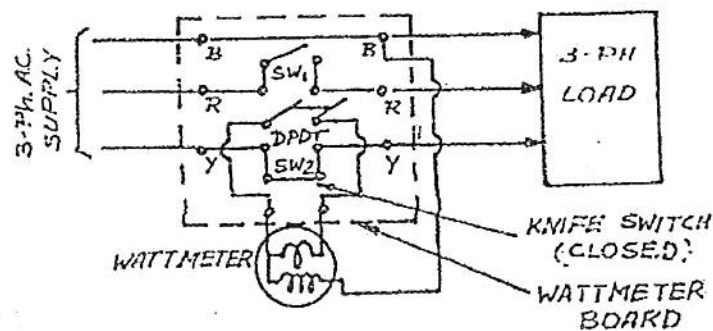 3-Ph. A.C. SUPPLY
B
B
SW1
R
R
DPDT
SW2
Y
Y
3-PH
LOAD
WATTMETER
KNIFE SWITCH
(CLOSED)
WATTMETER
BOARD